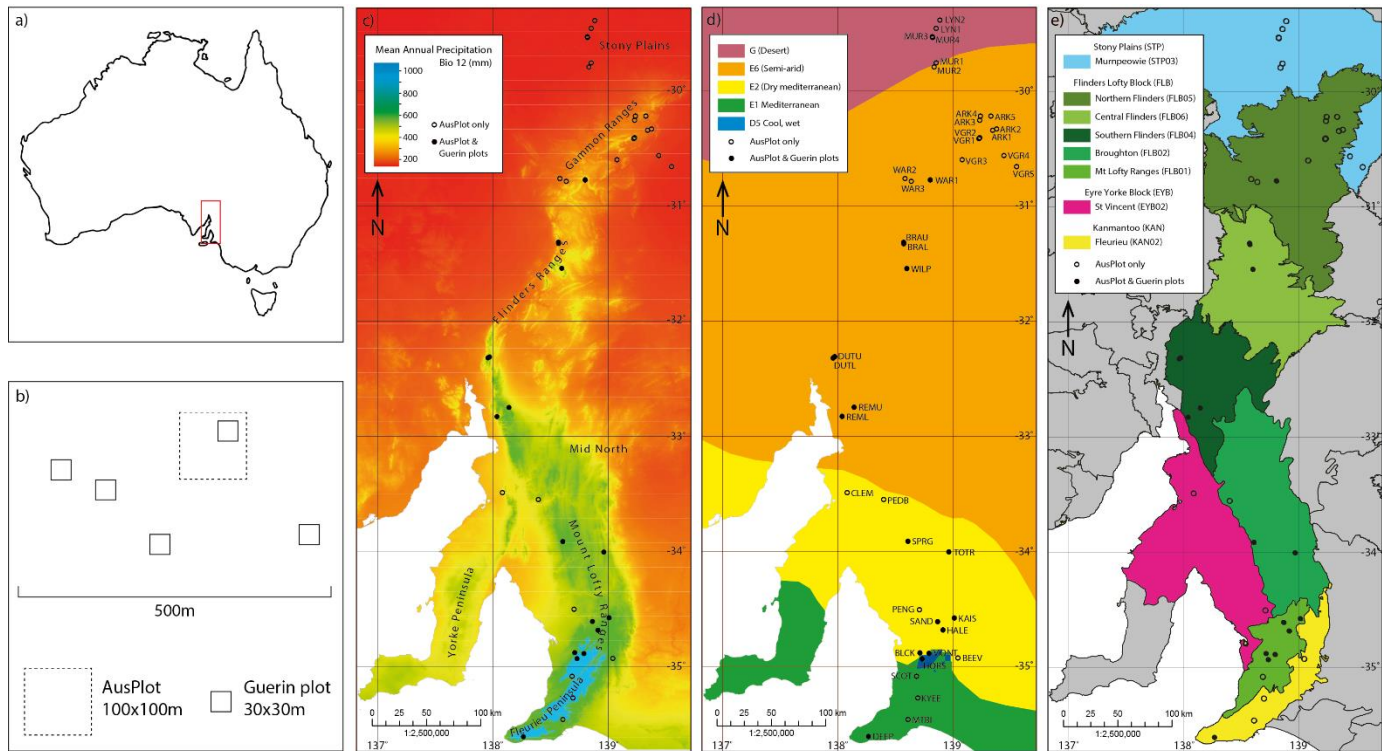 a)
b)
500m
AusPlot
100x100m
Guerin plot
30x30m
c)
Mean Annual Precipitation
Bio 12 (mm)
1000
800
600
400
200
AusPlot only
AusPlot &
Guerin plots
N
Stony Plains
Gammon Ranges
Flinders Ranges
Mid North
Mount Lofty Ranges
Yorke Peninsula
Fleurieu Peninsula
-30°
-31°
-32°
-33°
-34°
-35°
0 25 50 100 km
1:2,500,000
137°
138°
139°
d)
G (Desert)
E6 (Semi-arid)
E2 (Dry mediterranean)
E1 Mediterranean
D5 Cool, wet
AusPlot only
AusPlot & Guerin plots
N
LYN2
LYN1
MUR3
MUR4
MUR1
MUR2
ARK4
ARK5
ARK3
VGR2
ARK2
VGR1
ARK1
VGR4
VGR3
VGR5
WAR2
WAR1
WAR3
BRAU
BRAL
WILP
DUTU
DUTL
REMU
REML
CLEM
PEDB
SPRG
TOTR
PENG
KAIS
SAND
HALE
BLCK
MONT
BEEV
HORS
SCOT
KYEE
MTBI
DEEP
-30°
-31°
-32°
-33°
-34°
-35°
0 25 50 100 km
1:2,500,000
137°
138°
139°
e)
Stony Plains (STP)
Murnpeowie (STP03)
Flinders Lofty Block (FLB)
Northern Flinders (FLB05)
Central Flinders (FLB06)
Southern Flinders (FLB04)
Broughton (FLB02)
Mt Lofty Ranges (FLB01)
Eyre Yorke Block (EYB)
St Vincent (EYB02)
Kanmantoo (KAN)
Fleurieu (KAN02)
AusPlot only
AusPlot & Guerin plots
N
-30°
-31°
-32°
-33°
-34°
-35°
0 25 50 100 km
1:2,500,000
138°
139°